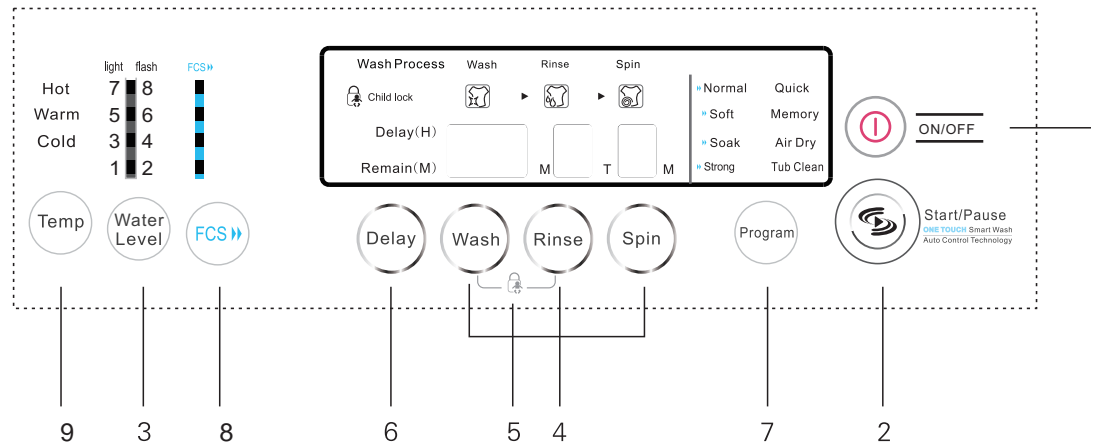 light flash FCS
Hot 7 8
Warm 5 6
Cold 3 4
1 2
Wash Process Wash Rinse Spin
Child lock
Delay(H)
Remain(M) M T M
Normal Quick
Soft Memory
Soak Air Dry
Strong Tub Clean
ON/OFF
Temp
Water
Level
FCS
Delay
Wash
Rinse
Spin
Program
Start/Pause
ONE TOUCH Smart Wash
Auto Control Technology
9 3 8 6 5 4 7 2